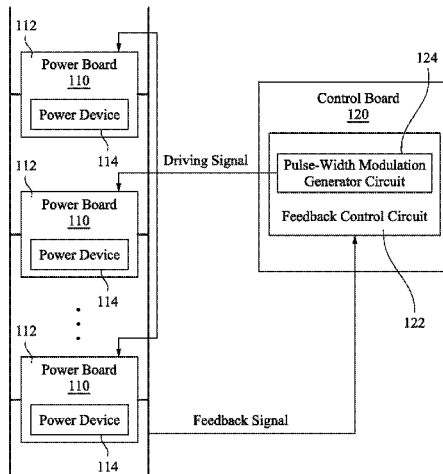 112
Power Board
110
Power Device
114
Driving Signal
112
Power Board
110
Power Device
114
112
Power Board
110
Power Device
114
Feedback Signal
124
Control Board
120
Pulse-Width Modulation
Generator Circuit
Feedback Control Circuit
122